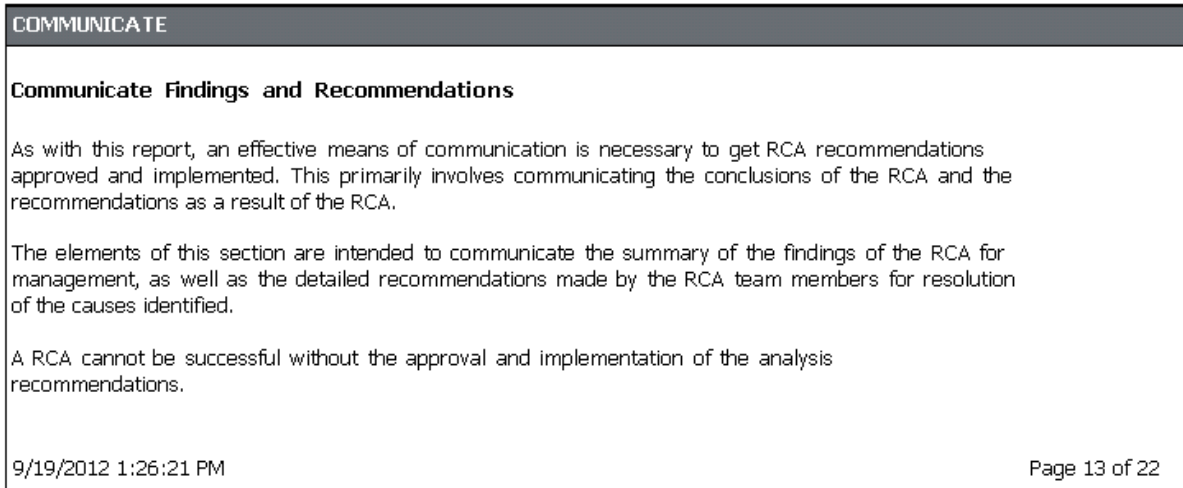 COMMUNICATE
Communicate Findings and Recommendations
As with this report, an effective means of communication is necessary to get RCA recommendations
approved and implemented. This primarily involves communicating the conclusions of the RCA and the
recommendations as a result of the RCA.
The elements of this section are intended to communicate the summary of the findings of the RCA for
management, as well as the detailed recommendations made by the RCA team members for resolution
of the causes identified.
A RCA cannot be successful without the approval and implementation of the analysis
recommendations.
9/19/2012 1:26:21 PM Page 13 of 22